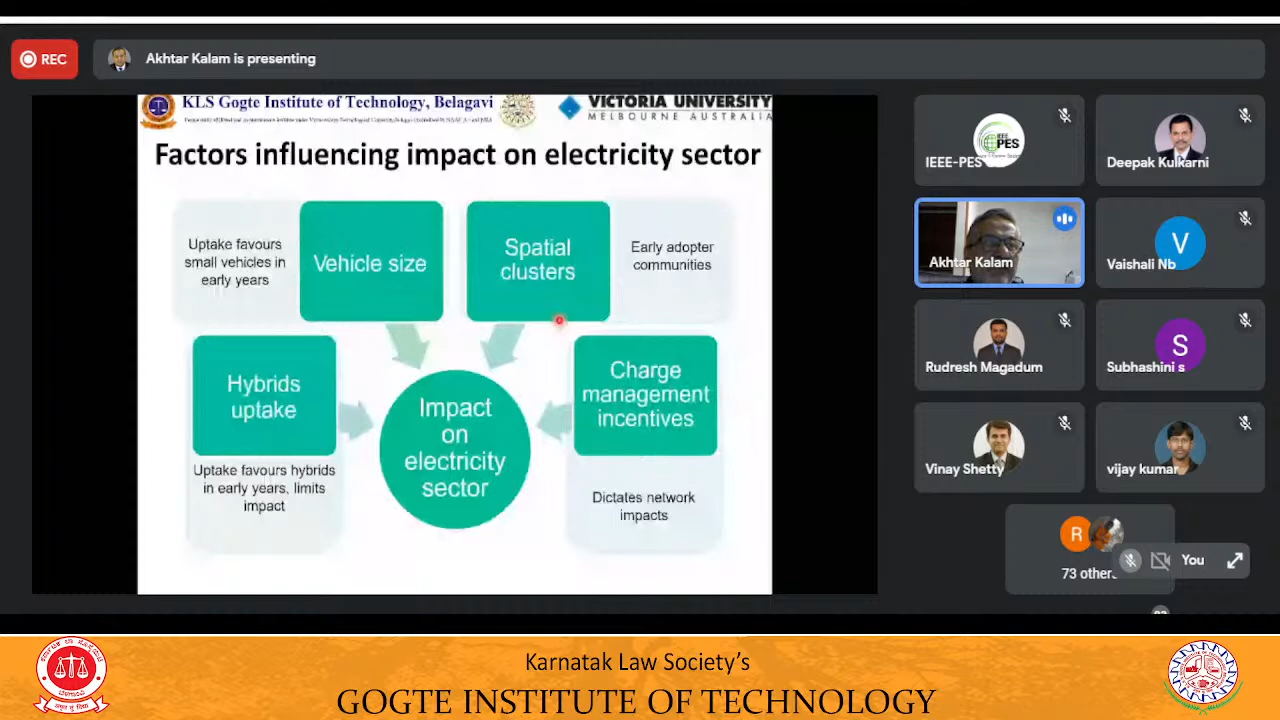 REC
Akhtar Kalam is presenting
KLS Gogte Institute of Technology, Belagavi
VICTORIA UNIVERSITY
MELBOURNE AUSTRALIA
Factors influencing impact on electricity sector
Uptake favours
small vehicles in
early years
Vehicle size
Spatial
clusters
Early adopter
communities
Hybrids
uptake
Uptake favours hybrids
in early years, limits
impact
Impact
on
electricity
sector
Charge
management
incentives
Dictates network
impacts
IEEE
PES
IEEE-PES
Deepak Kulkarni
Akhtar Kalam
V
Vaishali Nb
Rudresh Magadum
S
Subhashini s
Vinay Shetty
vijay kumar
R
73 others
You
Karnatak Law Society's
GOGTE INSTITUTE OF TECHNOLOGY